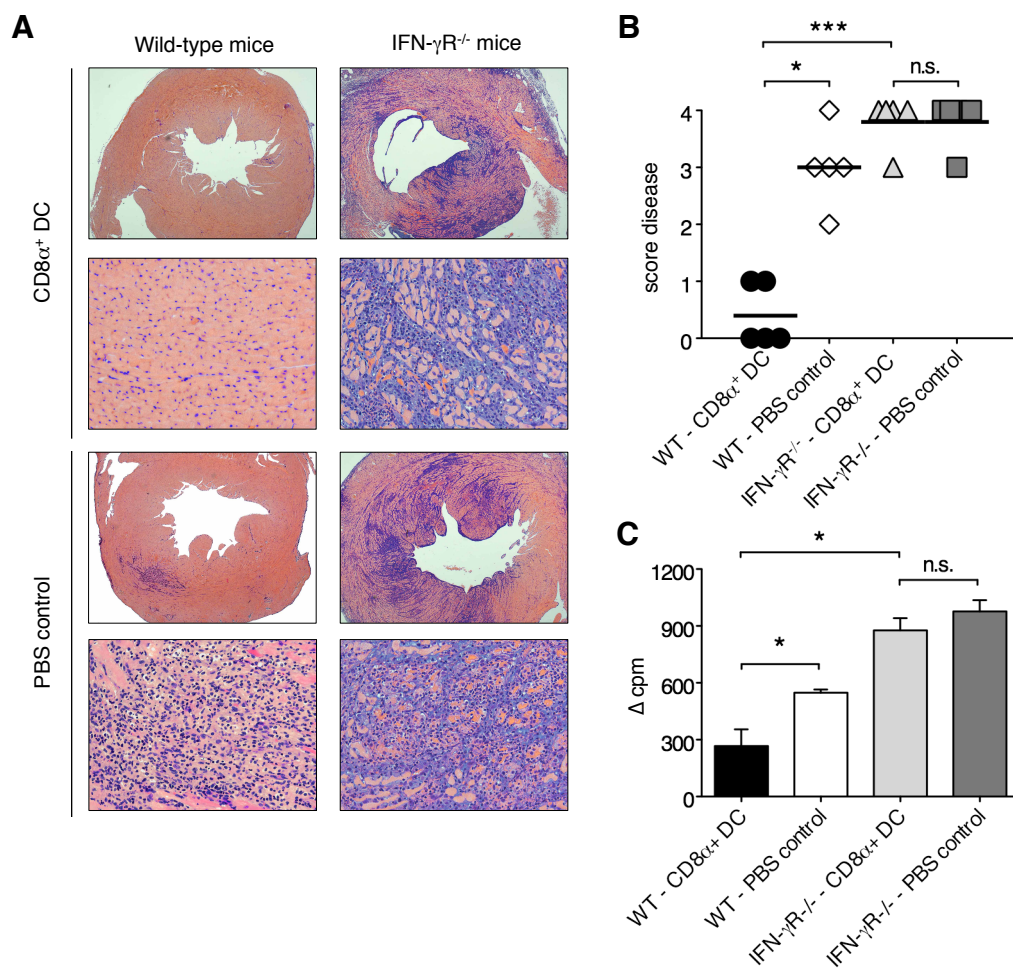 A
Wild-type mice
IFN-γR⁻/⁻ mice
CD8α⁺ DC
PBS control
B
***
*
n.s.
score disease
4
3
2
1
0
WT - CD8α⁺ DC
WT - PBS control
IFN-γR⁻/⁻ - CD8α⁺ DC
IFN-γR-/- - PBS control
C
*
n.s.
*
Δ cpm
1200
900
600
300
0
WT - CD8α+ DC
WT - PBS control
IFN-γR-/- - CD8α+ DC
IFN-γR-/- - PBS control